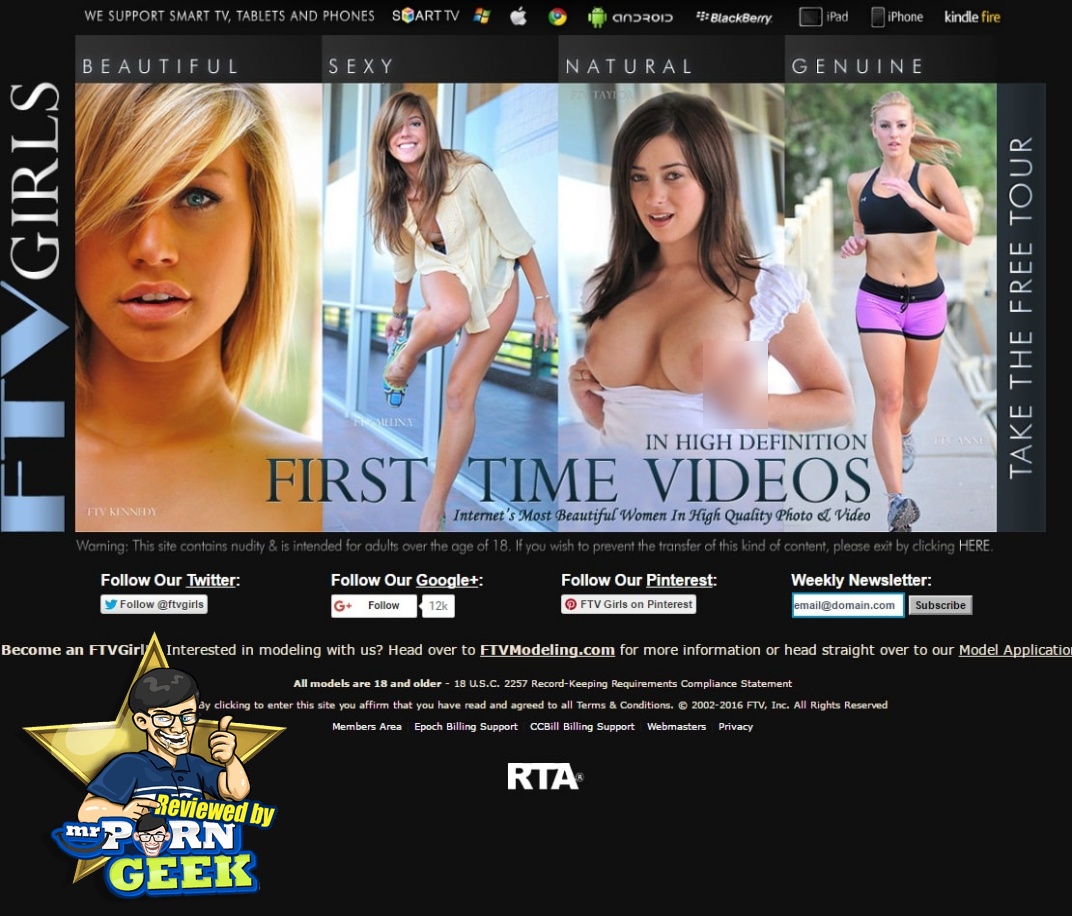 WE SUPPORT SMART TV, TABLETS AND PHONES SMART TV ANDROID BlackBerry iPad iPhone kindle fire
BEAUTIFUL SEXY NATURAL GENUINE
FTVGIRLS
FTV TAYLOR
FTV MELINA
FTV ANNE
FTV KENNEDY
TAKE THE FREE TOUR
IN HIGH DEFINITION
FIRST TIME VIDEOS
Internet's Most Beautiful Women In High Quality Photo & Video
Warning: This site contains nudity & is intended for adults over the age of 18. If you wish to prevent the transfer of this kind of content, please exit by clicking HERE.
Follow Our Twitter: Follow Our Google+: Follow Our Pinterest: Weekly Newsletter:
Follow @ftvgirls G+ Follow 12k FTV Girls on Pinterest email@domain.com Subscribe
Become an FTVGirl Interested in modeling with us? Head over to FTVModeling.com for more information or head straight over to our Model Applicatio
All models are 18 and older - 18 U.S.C. 2257 Record-Keeping Requirements Compliance Statement
By clicking to enter this site you affirm that you have read and agreed to all Terms & Conditions. © 2002-2016 FTV, Inc. All Rights Reserved
Members Area Epoch Billing Support CCBill Billing Support Webmasters Privacy
RTA®
Reviewed by
mrPORN
GEEK